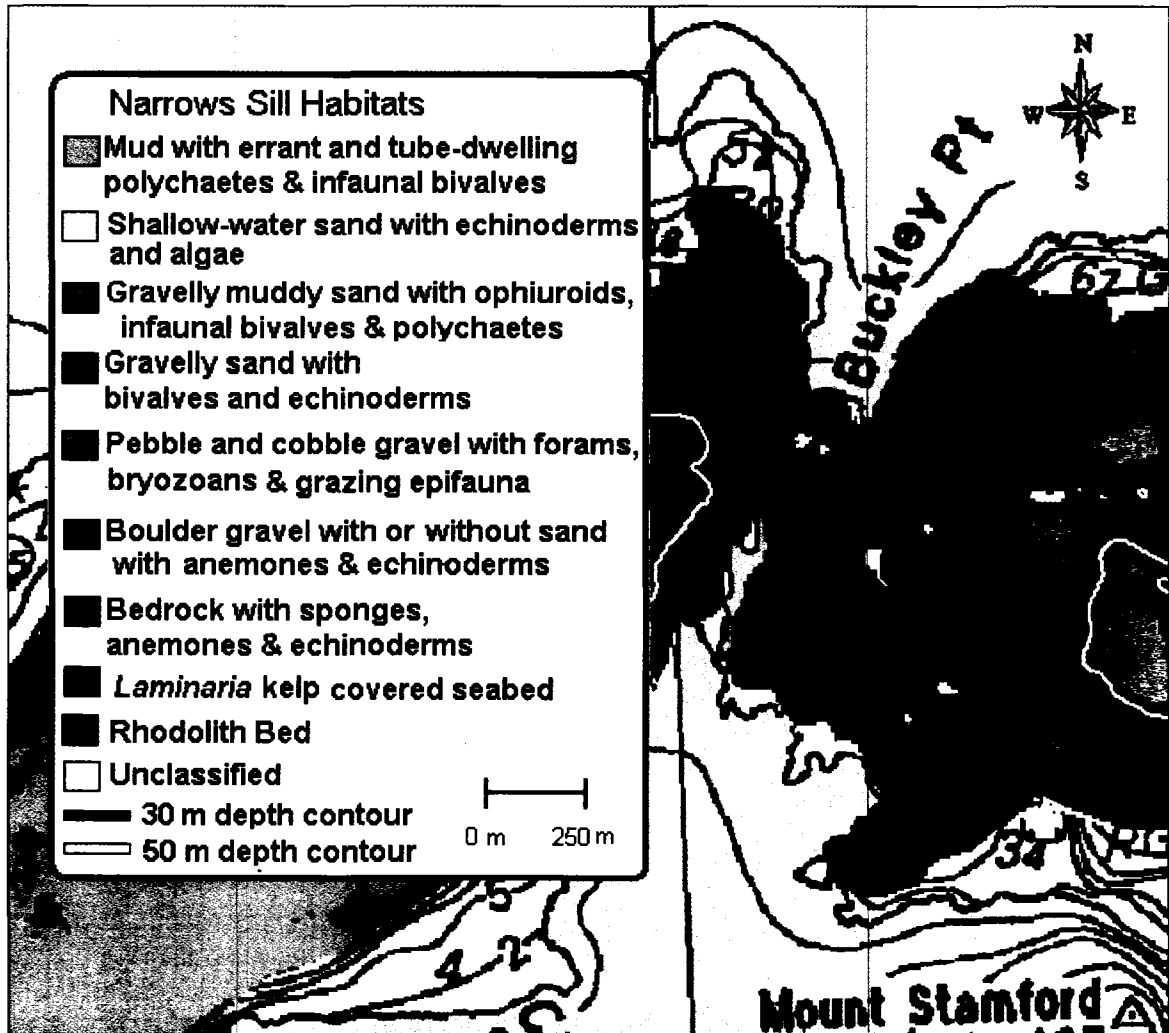 Narrows Sill Habitats
Mud with errant and tube-dwelling
polychaetes & infaunal bivalves
Shallow-water sand with echinoderms
and algae
Gravelly muddy sand with ophiuroids,
infaunal bivalves & polychaetes
Gravelly sand with
bivalves and echinoderms
Pebble and cobble gravel with forams,
bryozoans & grazing epifauna
Boulder gravel with or without sand
with anemones & echinoderms
Bedrock with sponges,
anemones & echinoderms
Laminaria kelp covered seabed
Rhodolith Bed
Unclassified
30 m depth contour
50 m depth contour
0 m 250 m
N
W E
S
Buckley Pt
67
34
5
4 2
Mount Stamford